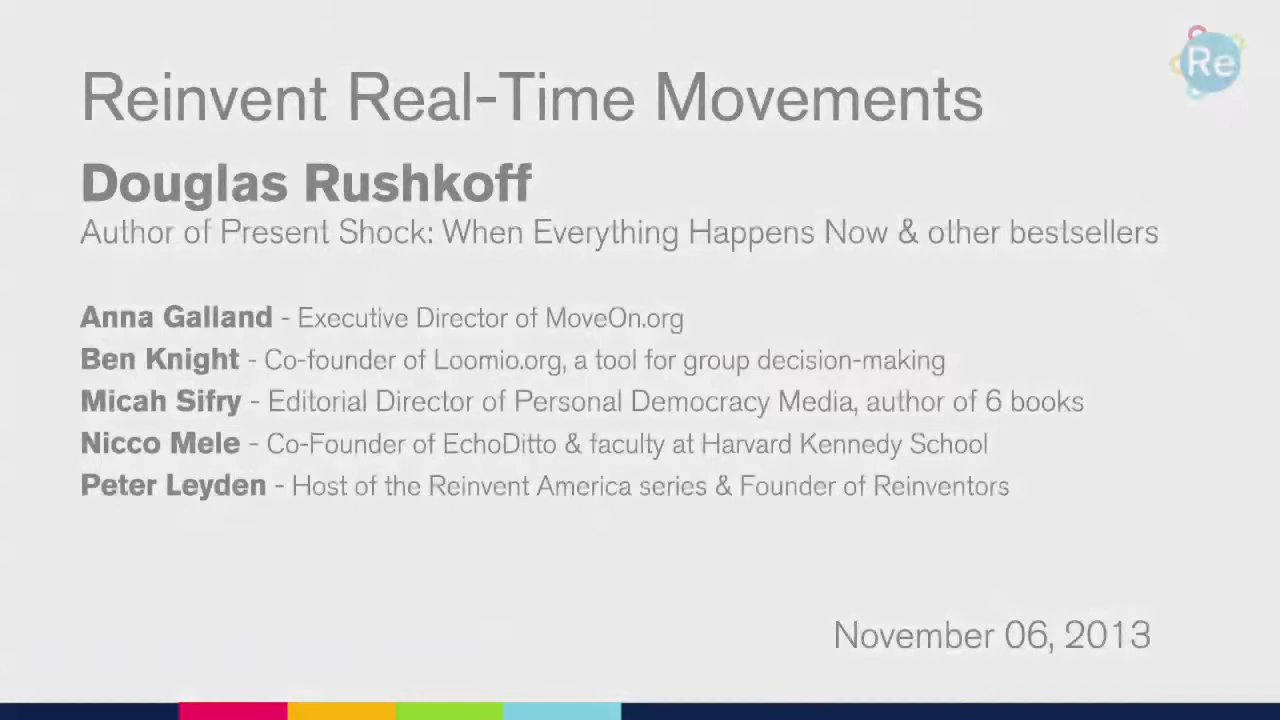 Re
Reinvent Real-Time Movements
Douglas Rushkoff
Author of Present Shock: When Everything Happens Now & other bestsellers
Anna Galland - Executive Director of MoveOn.org
Ben Knight - Co-founder of Loomio.org, a tool for group decision-making
Micah Sifry - Editorial Director of Personal Democracy Media, author of 6 books
Nicco Mele - Co-Founder of EchoDitto & faculty at Harvard Kennedy School
Peter Leyden - Host of the Reinvent America series & Founder of Reinventors
November 06, 2013